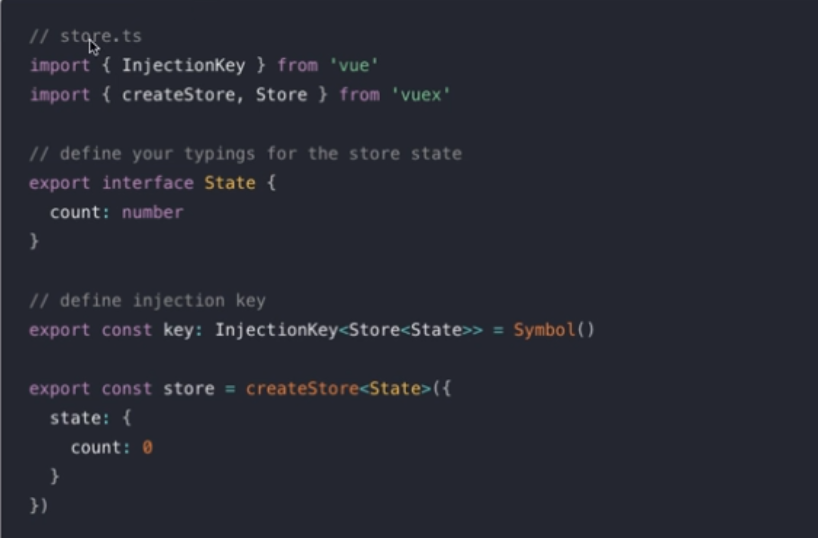 // store.ts
import { InjectionKey } from 'vue'
import { createStore, Store } from 'vuex'
// define your typings for the store state
export interface State {
  count: number
}
// define injection key
export const key: InjectionKey<Store<State>> = Symbol()
export const store = createStore<State>({
  state: {
    count: 0
  }
})